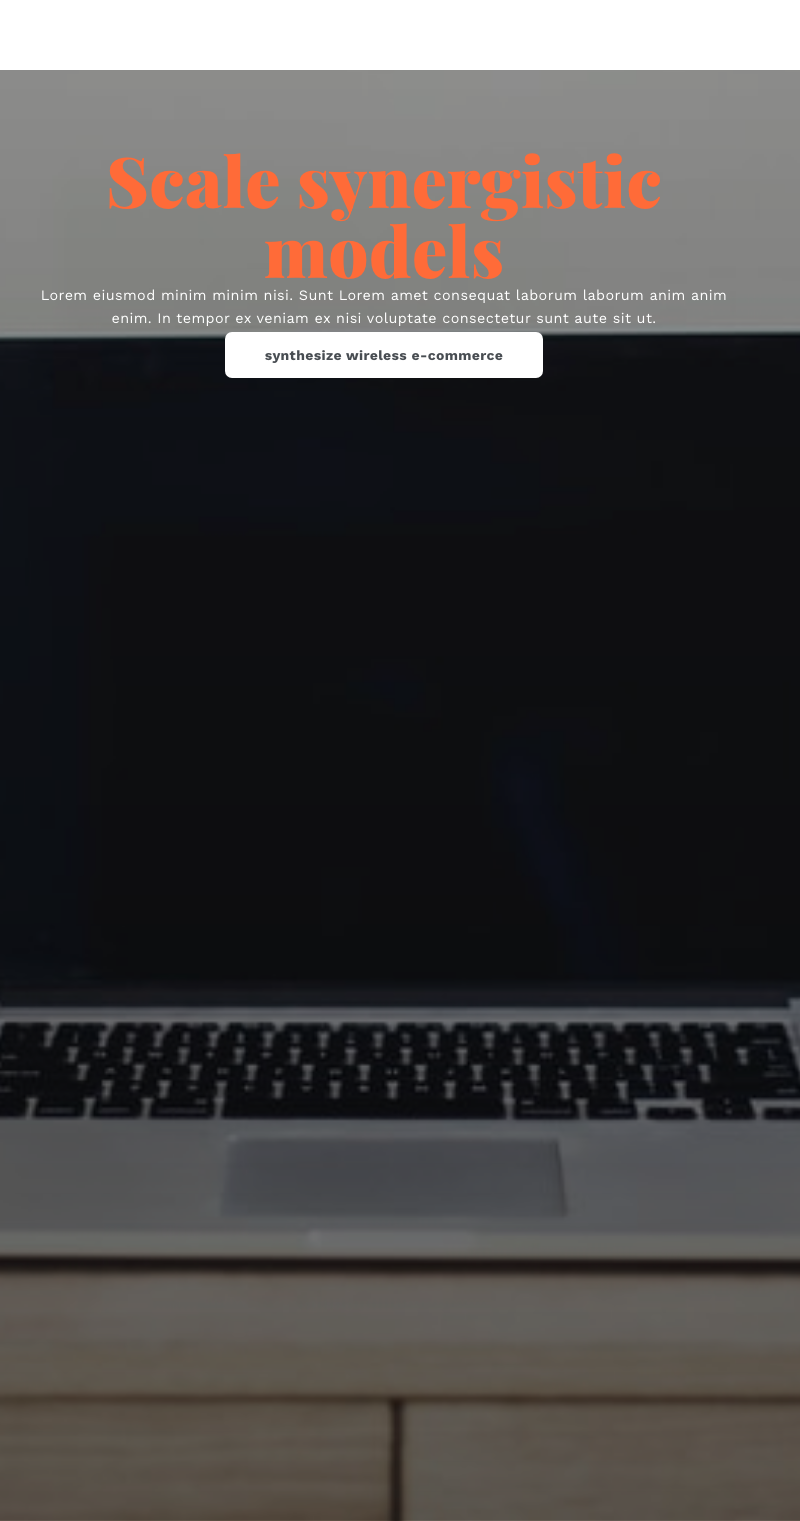 Scale synergistic
models
Lorem eiusmod minim minim nisi. Sunt Lorem amet consequat laborum laborum anim anim
enim. In tempor ex veniam ex nisi voluptate consectetur sunt aute sit ut.
synthesize wireless e-commerce